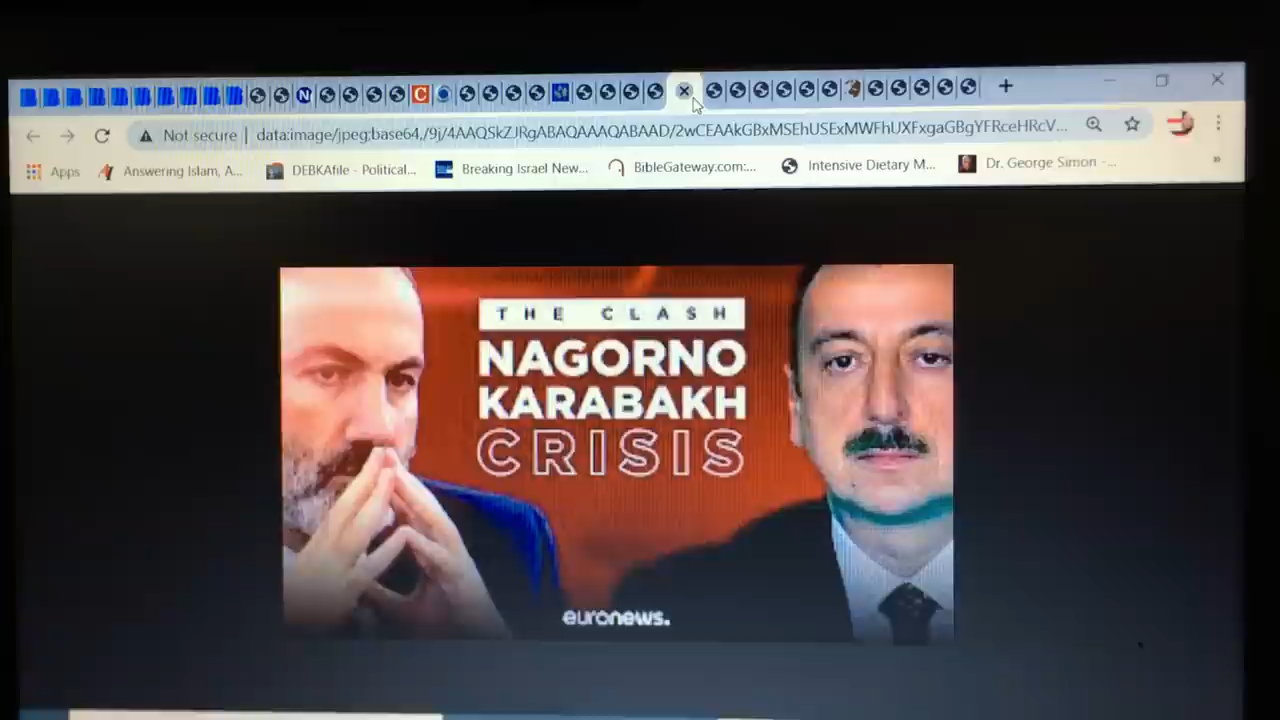 Not secure | data:image/jpeg;base64,/9j/4AAQSkZJRgABAQAAAQABAAD/2wCEAAkGBxMSEhUSExMWFhUXFxgaGBgYFRceHRcV...
Apps Answering Islam, A... DEBKAfile - Political... Breaking Israel New... BibleGateway.com:... Intensive Dietary M... Dr. George Simon -... »
THE CLASH
NAGORNO
KARABAKH
CRISIS
euronews.